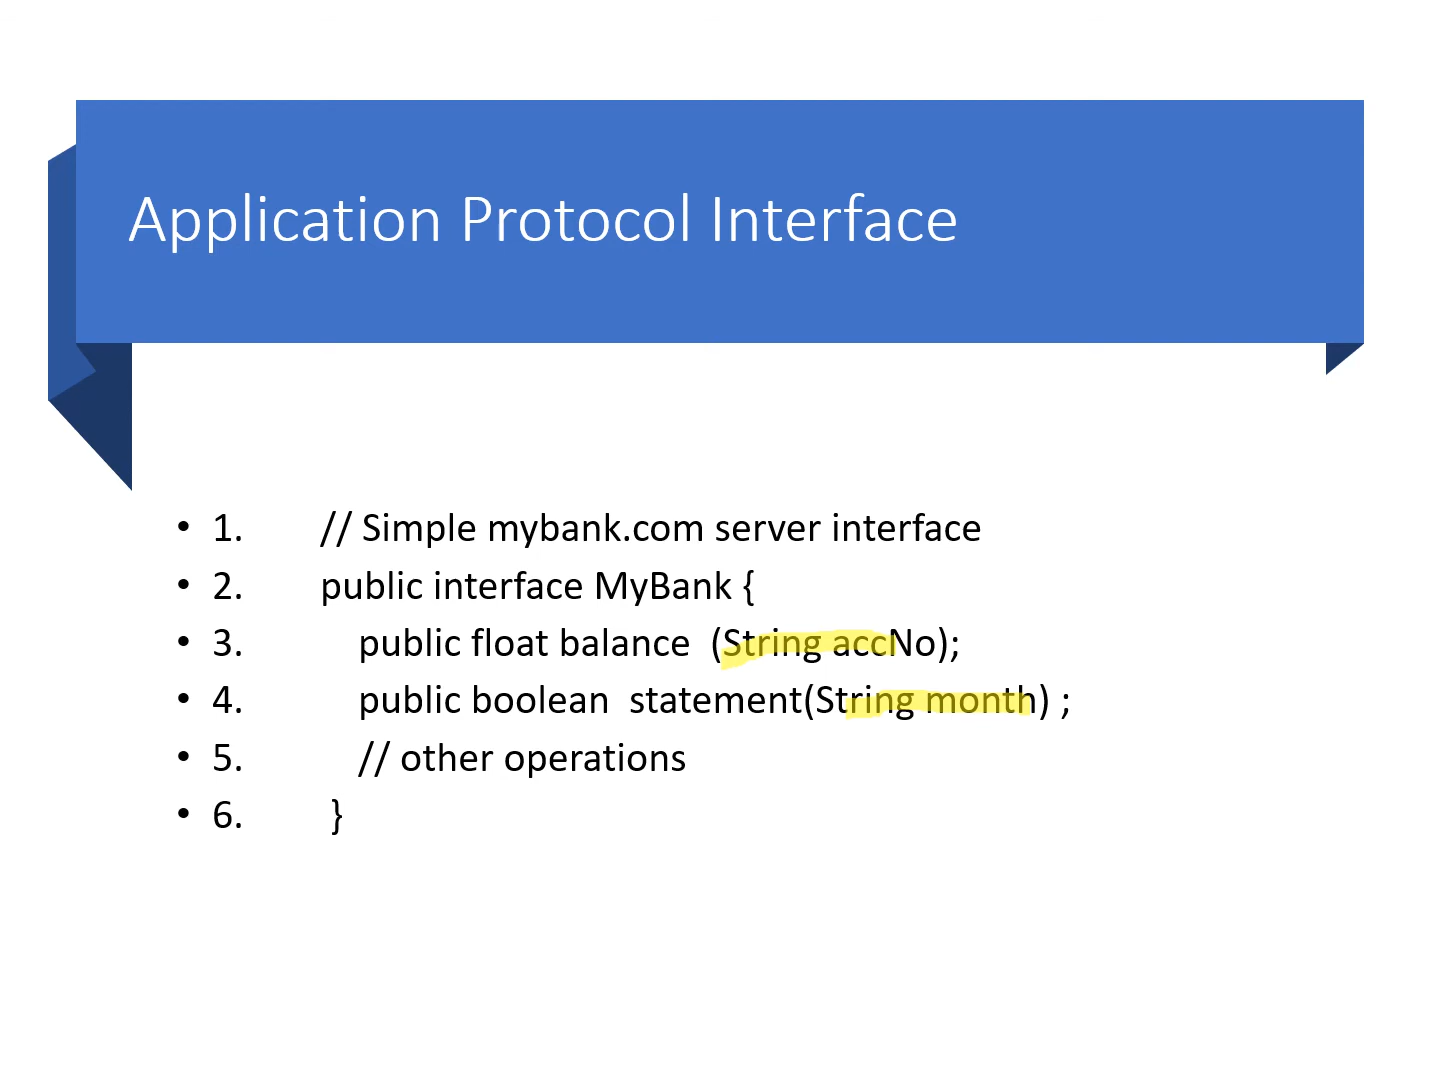 Application Protocol Interface
• 1. // Simple mybank.com server interface
• 2. public interface MyBank {
• 3. public float balance (String accNo);
• 4. public boolean statement(String month) ;
• 5. // other operations
• 6. }